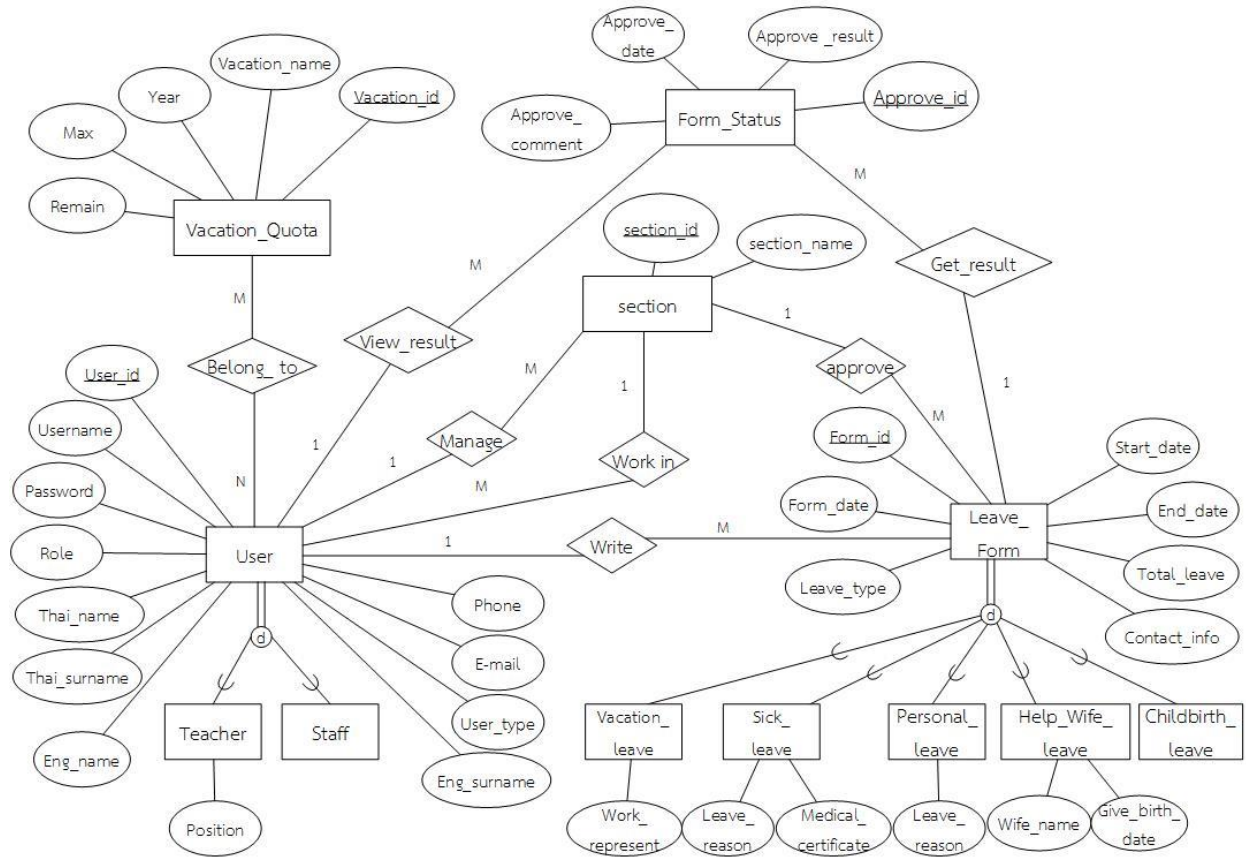 Approve_
date
Approve _result
Approve_id
Approve_
comment
Form_Status
Vacation_name
Year
Vacation_id
Max
Remain
Vacation_Quota
M
M
M
section_id
section_name
section
Get_result
M
1
View_result
approve
Belong_ to
User_id
M
1
1
M
Username
Manage
Form_id
Start_date
1
1
Work in
N
M
Password
Form_date
End_date
Role
User
1
Write
M
Leave_
Form
Thai_name
Phone
Leave_type
Total_leave
d
d
Contact_info
Thai_surname
E-mail
Teacher
Staff
User_type
Vacation_
leave
Sick_
leave
Personal_
leave
Help_Wife_
leave
Childbirth_
leave
Eng_name
Eng_surname
Position
Work_
represent
Leave_
reason
Medical_
certificate
Leave_
reason
Wife_name
Give_birth_
date